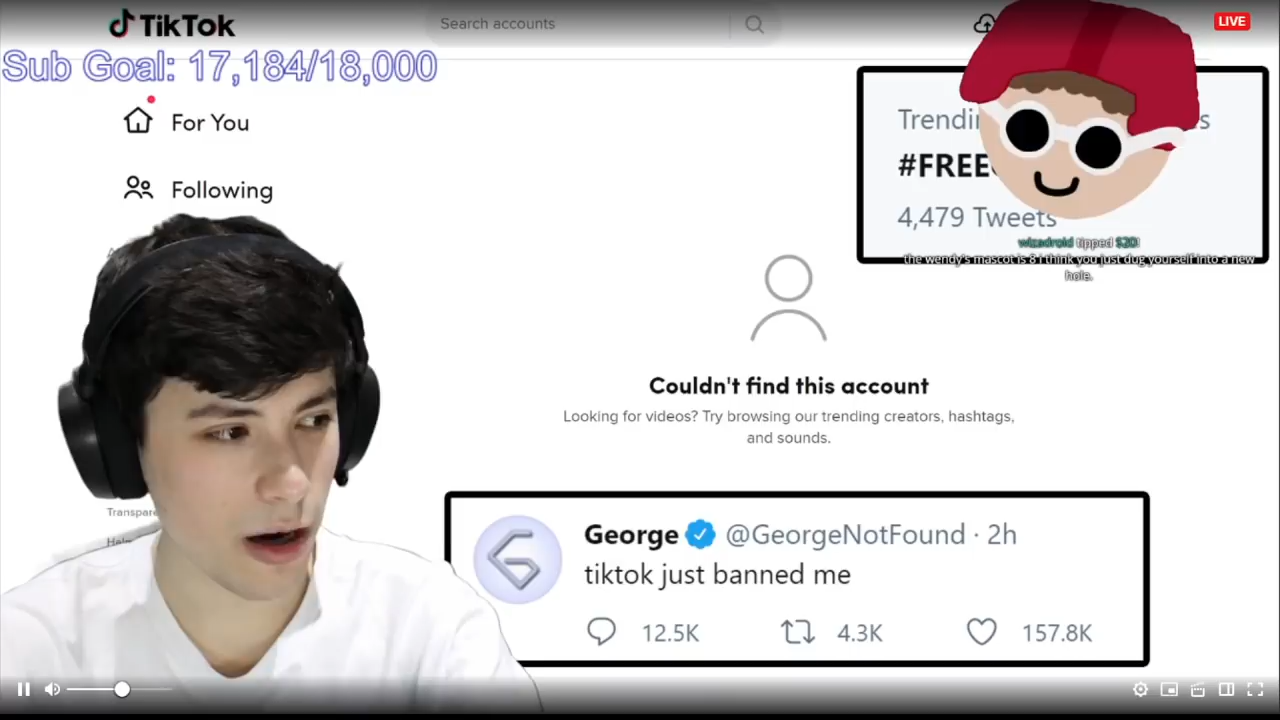 TikTok
Search accounts
LIVE
Sub Goal: 17,184/18,000
For You
Following
#FREE
4,479 Tweets
wizadroid tipped $20!
the wendy's mascot is 8 i think you just dug yourself into a new
hole.
Couldn't find this account
Looking for videos? Try browsing our trending creators, hashtags,
and sounds.
George @GeorgeNotFound · 2h
tiktok just banned me
12.5K 4.3K 157.8K